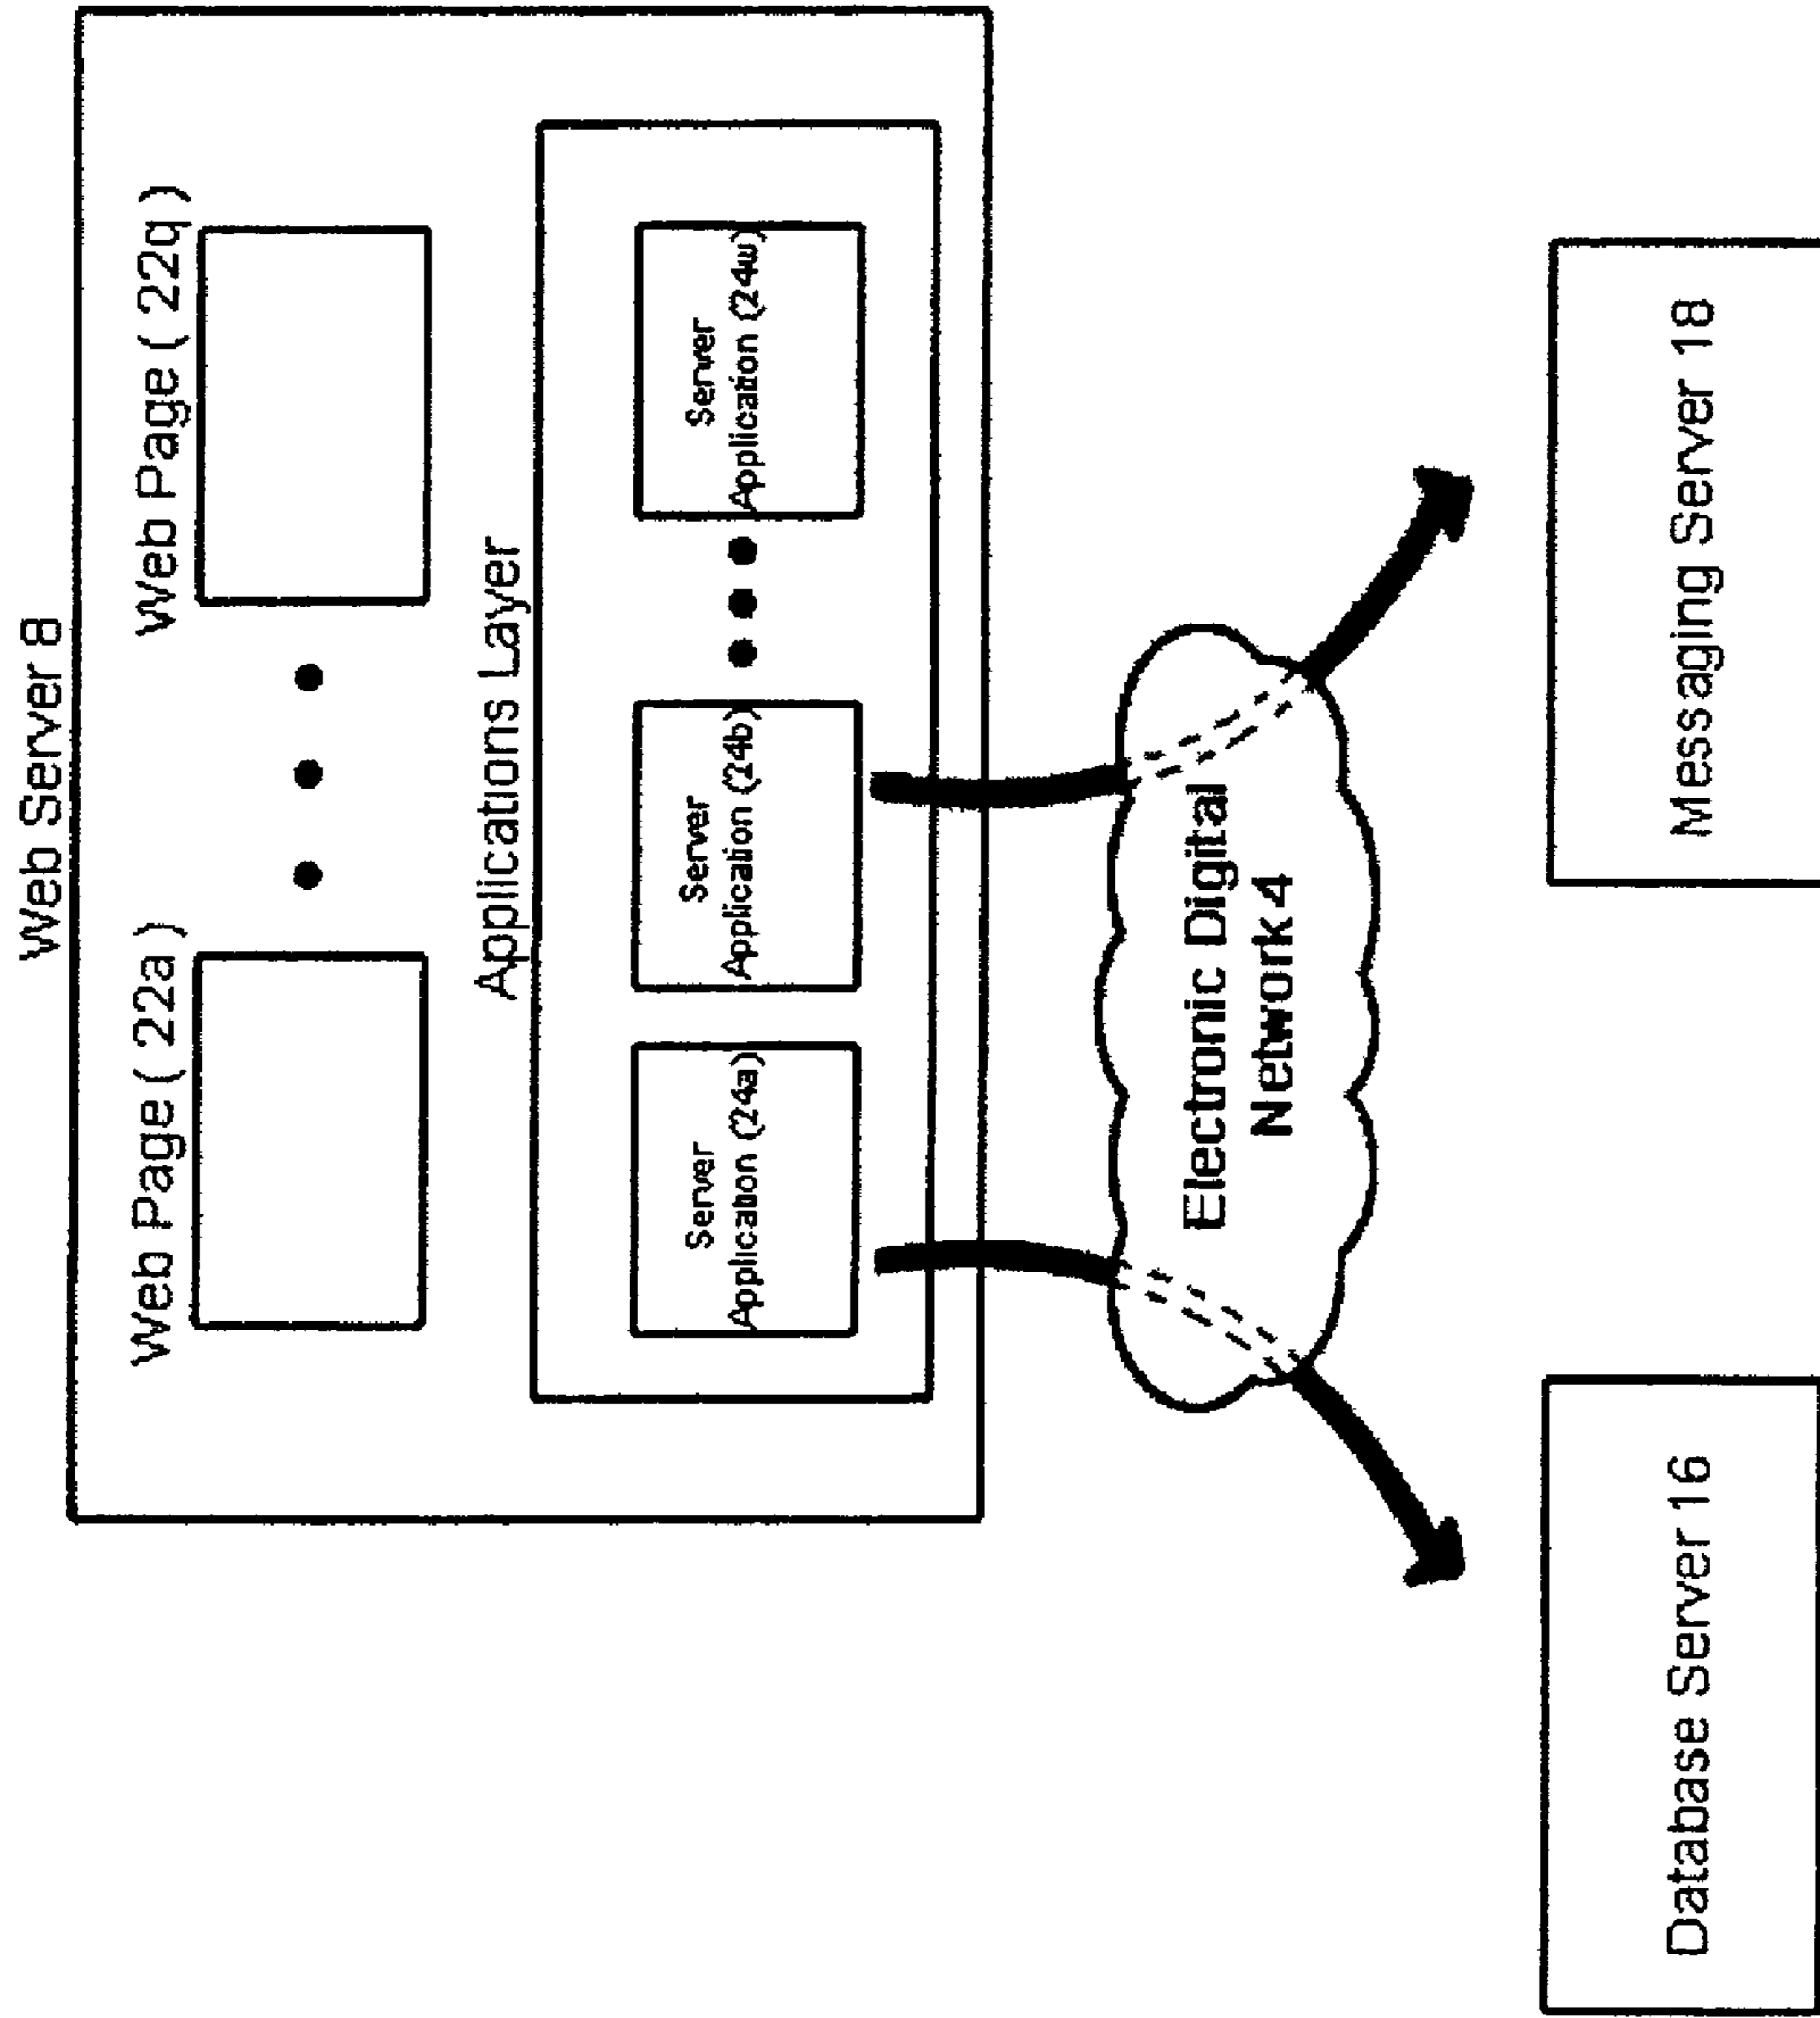 Web Server 8
Web Page ( 22a )
Web Page ( 22q )
Applications Layer
Server
Application (24a)
Server
Application (24b)
Server
Application (24w)
Electronic Digital
Network 4
Database Server 16
Messaging Server 18